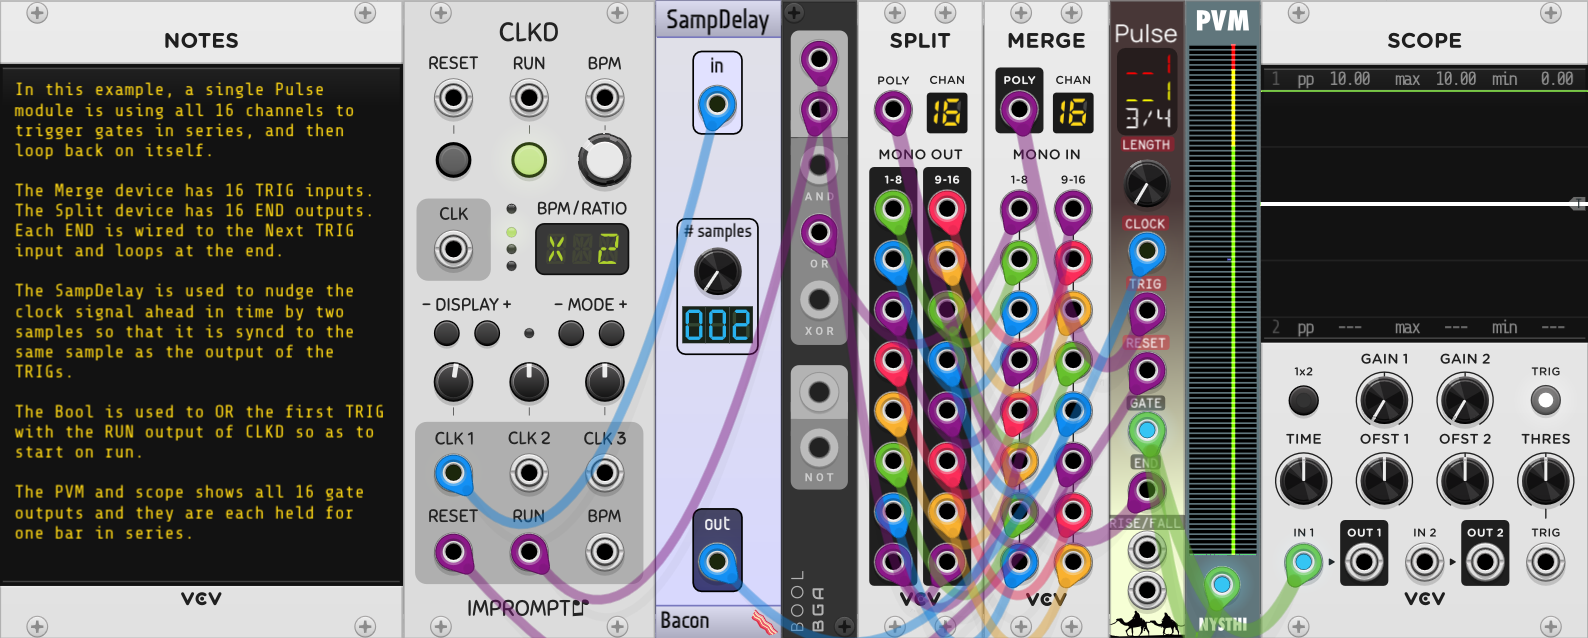 NOTES
In this example, a single Pulse
module is using all 16 channels to
trigger gates in series, and then
loop back on itself.
The Merge device has 16 TRIG inputs.
The Split device has 16 END outputs.
Each END is wired to the Next TRIG
input and loops at the end.
The SampDelay is used to nudge the
clock signal ahead in time by two
samples so that it is syncd to the
same sample as the output of the
TRIGs.
The Bool is used to OR the first TRIG
with the RUN output of CLKD so as to
start on run.
The PVM and scope shows all 16 gate
outputs and they are each held for
one bar in series.
VCV
CLKD
RESET RUN BPM
CLK BPM/RATIO
X 2
- DISPLAY + - MODE +
CLK 1 CLK 2 CLK 3
RESET RUN BPM
IMPROMPTU
SampDelay
in
# samples
002
out
Bacon
AND
OR
XOR
NOT
BOOL
BGA
SPLIT
POLY CHAN
16
MONO OUT
1-8 9-16
VCV
MERGE
POLY CHAN
16
MONO IN
1-8 9-16
VCV
Pulse
--1
--1
3/4
LENGTH
CLOCK
TRIG
RESET
GATE
END
RISE/FALL
PVM
NYSTHI
SCOPE
1 pp 10.00 max 10.00 min 0.00
T
2 pp --- max --- min ---
1x2 GAIN 1 GAIN 2 TRIG
TIME OFST 1 OFST 2 THRES
IN 1 OUT 1 IN 2 OUT 2 TRIG
VCV